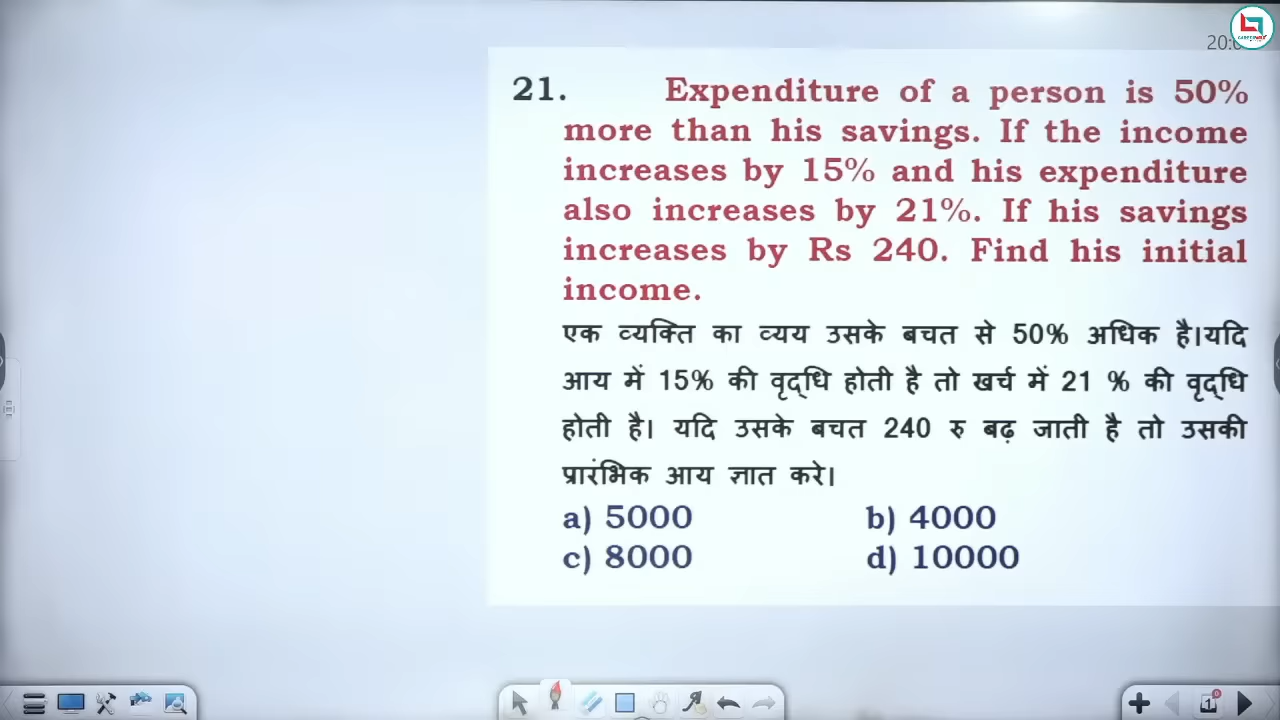 21. Expenditure of a person is 50%
more than his savings. If the income
increases by 15% and his expenditure
also increases by 21%. If his savings
increases by Rs 240. Find his initial
income.
एक व्यक्ति का व्यय उसके बचत से 50% अधिक है।यदि
आय में 15% की वृद्धि होती है तो खर्च में 21 % की वृद्धि
होती है। यदि उसके बचत 240 रु बढ़ जाती है तो उसकी
प्रारंभिक आय ज्ञात करे।
a) 5000 b) 4000
c) 8000 d) 10000